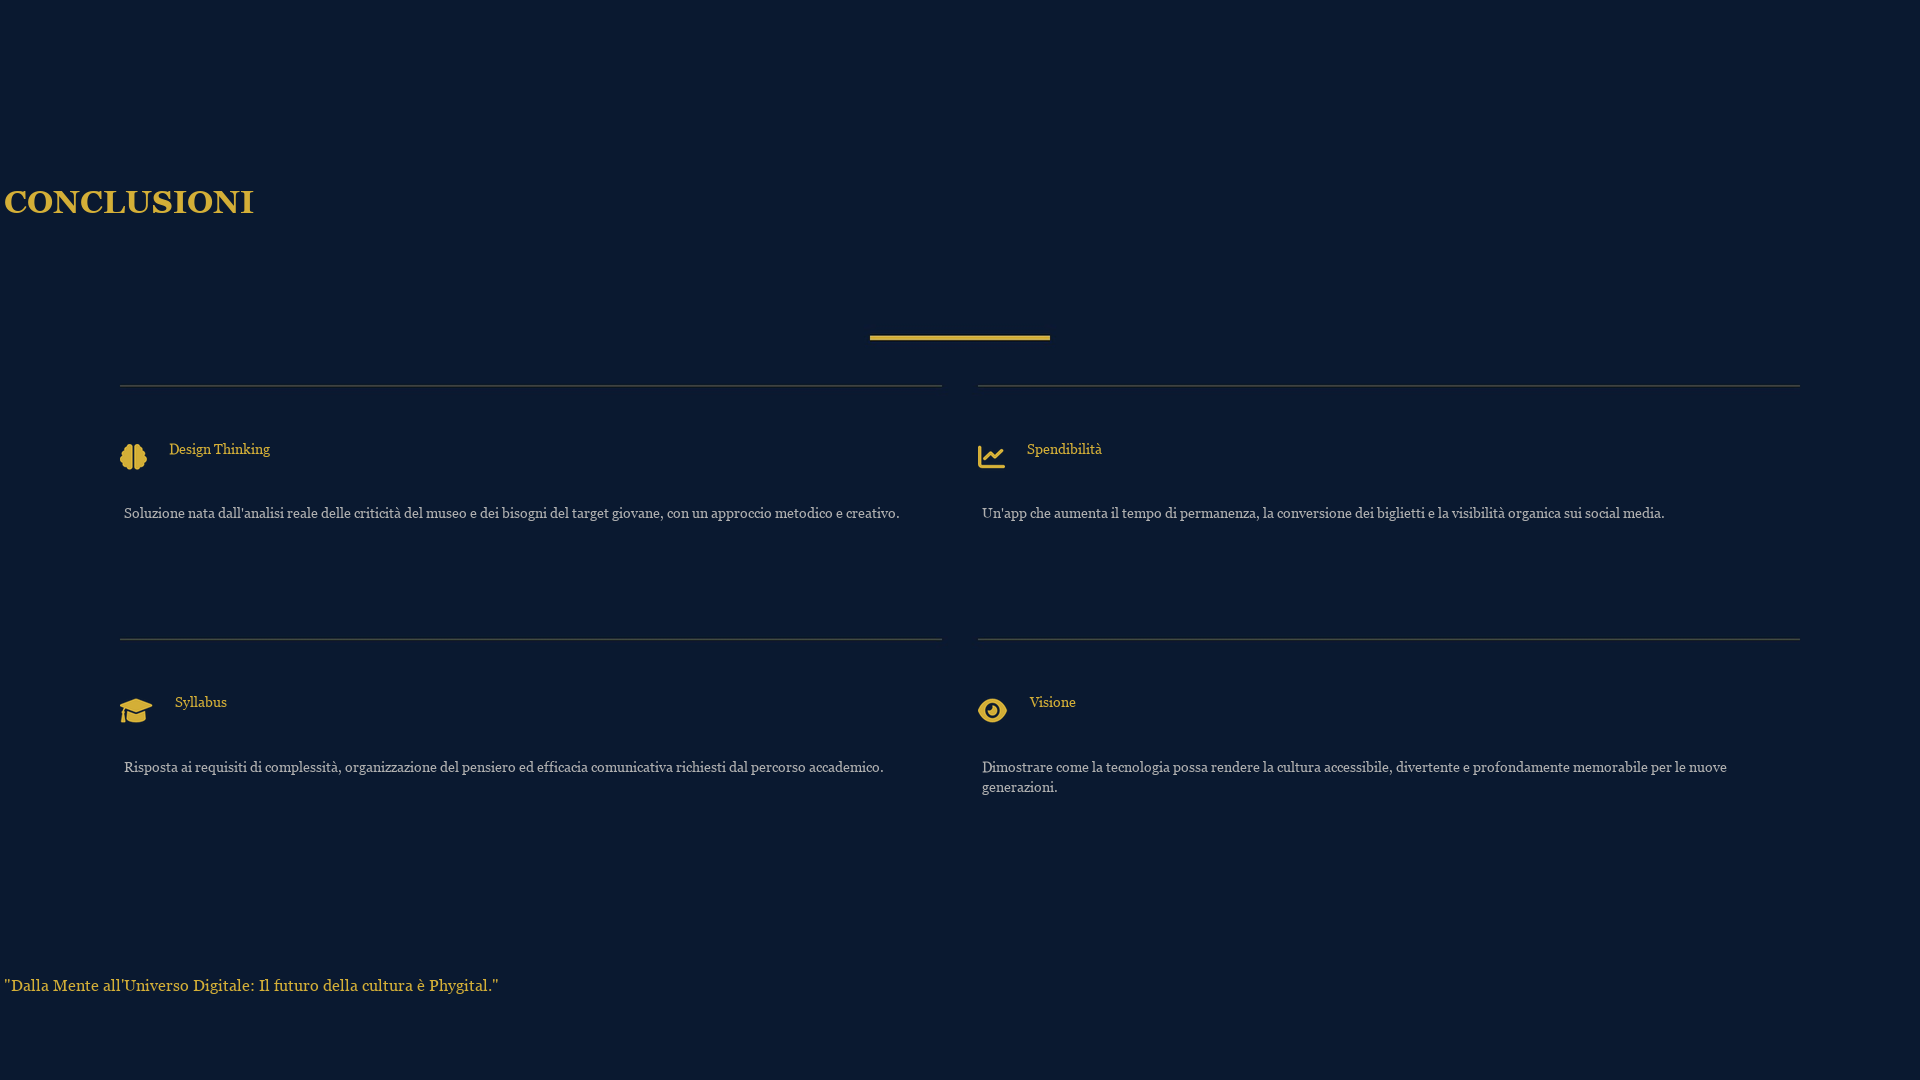 CONCLUSIONI
Design Thinking
Soluzione nata dall'analisi reale delle criticità del museo e dei bisogni del target giovane, con un approccio metodico e creativo.
Spendibilità
Un'app che aumenta il tempo di permanenza, la conversione dei biglietti e la visibilità organica sui social media.
Syllabus
Risposta ai requisiti di complessità, organizzazione del pensiero ed efficacia comunicativa richiesti dal percorso accademico.
Visione
Dimostrare come la tecnologia possa rendere la cultura accessibile, divertente e profondamente memorabile per le nuove
generazioni.
"Dalla Mente all'Universo Digitale: Il futuro della cultura è Phygital."